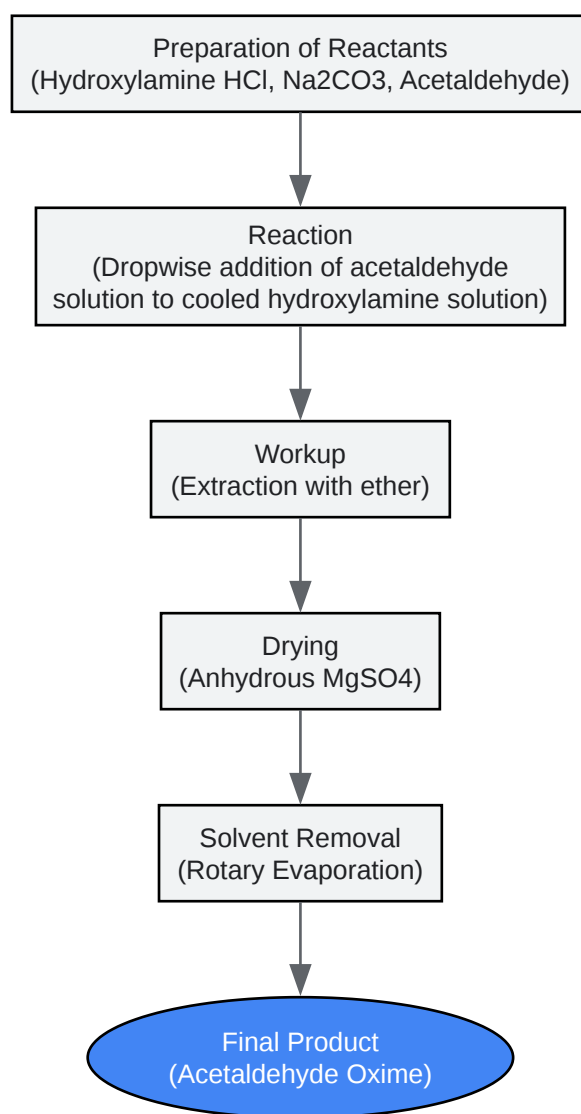 Preparation of Reactants
(Hydroxylamine HCl, Na2CO3, Acetaldehyde)
Reaction
(Dropwise addition of acetaldehyde
solution to cooled hydroxylamine solution)
Workup
(Extraction with ether)
Drying
(Anhydrous MgSO4)
Solvent Removal
(Rotary Evaporation)
Final Product
(Acetaldehyde Oxime)